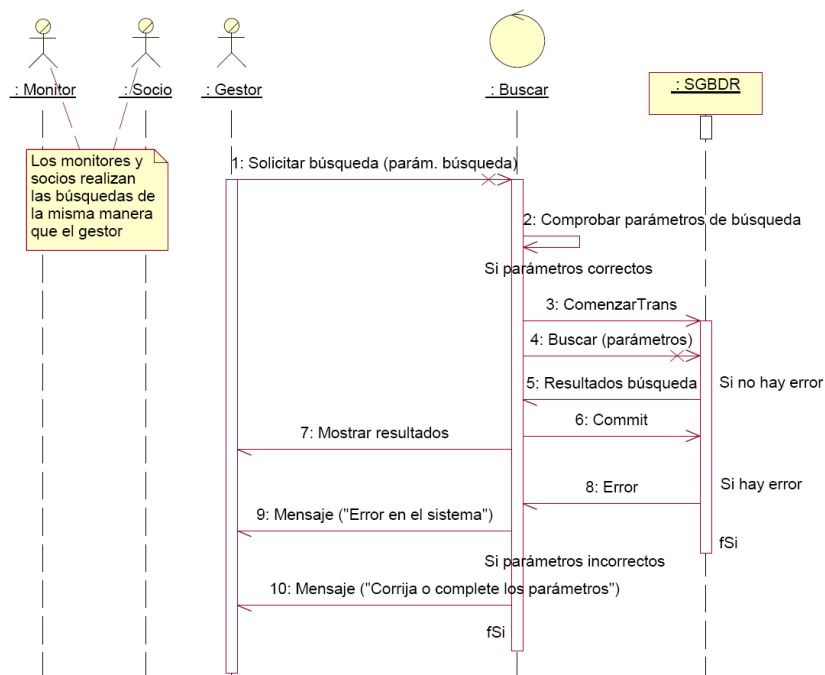 : Monitor
: Socio
: Gestor
: Buscar
: SGBDR
Los monitores y
socios realizan
las búsquedas de
la misma manera
que el gestor
1: Solicitar búsqueda (parám. búsqueda)
2: Comprobar parámetros de búsqueda
Si parámetros correctos
3: ComenzarTrans
4: Buscar (parámetros)
5: Resultados búsqueda
Si no hay error
6: Commit
7: Mostrar resultados
8: Error
Si hay error
9: Mensaje ("Error en el sistema")
fSi
Si parámetros incorrectos
10: Mensaje ("Corrija o complete los parámetros")
fSi